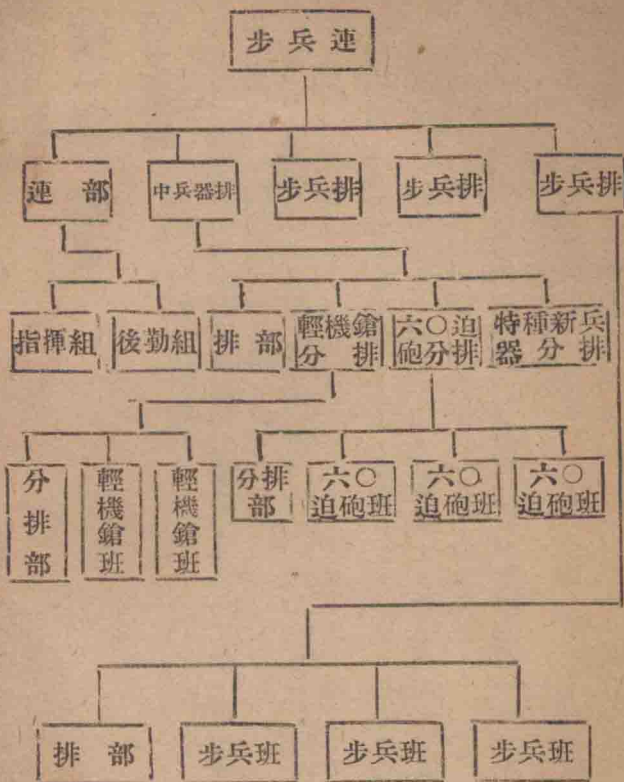 步兵連
連部
中兵器排
步兵排
步兵排
步兵排
指揮組
後勤組
排部
輕機鎗
分排
六〇迫
砲分排
特種新兵
器分排
分排部
輕機鎗班
輕機鎗班
分排
部
六〇
迫砲班
六〇
迫砲班
六〇
迫砲班
排部
步兵班
步兵班
步兵班